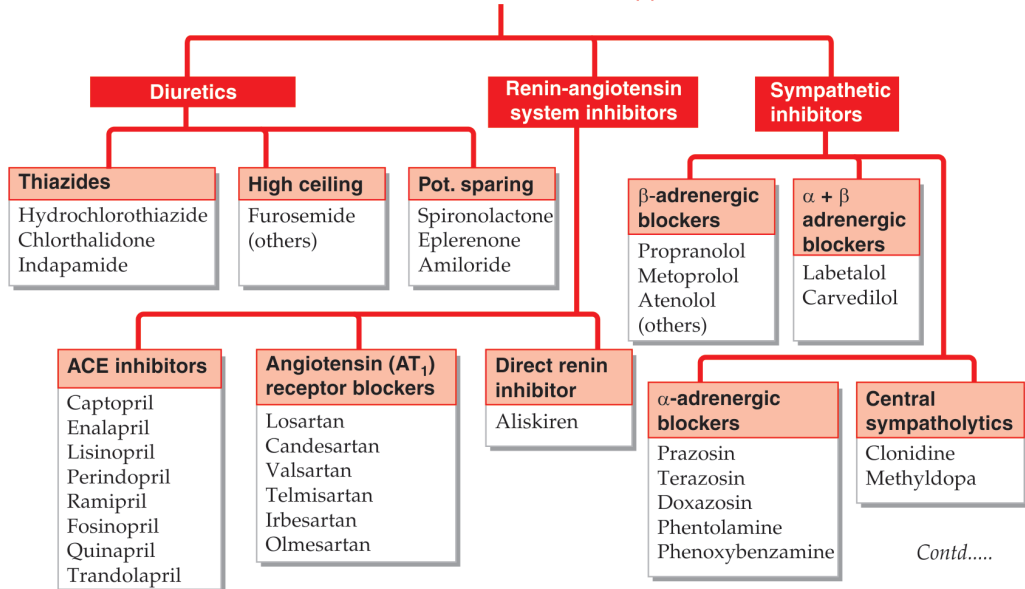 Diuretics
Renin-angiotensin
system inhibitors
Sympathetic
inhibitors
Thiazides
Hydrochlorothiazide
Chlorthalidone
Indapamide
High ceiling
Furosemide
(others)
Pot. sparing
Spironolactone
Eplerenone
Amiloride
β-adrenergic
blockers
Propranolol
Metoprolol
Atenolol
(others)
α + β
adrenergic
blockers
Labetalol
Carvedilol
ACE inhibitors
Captopril
Enalapril
Lisinopril
Perindopril
Ramipril
Fosinopril
Quinapril
Trandolapril
Angiotensin (AT₁)
receptor blockers
Losartan
Candesartan
Valsartan
Telmisartan
Irbesartan
Olmesartan
Direct renin
inhibitor
Aliskiren
α-adrenergic
blockers
Prazosin
Terazosin
Doxazosin
Phentolamine
Phenoxybenzamine
Central
sympatholytics
Clonidine
Methyldopa
Contd.....